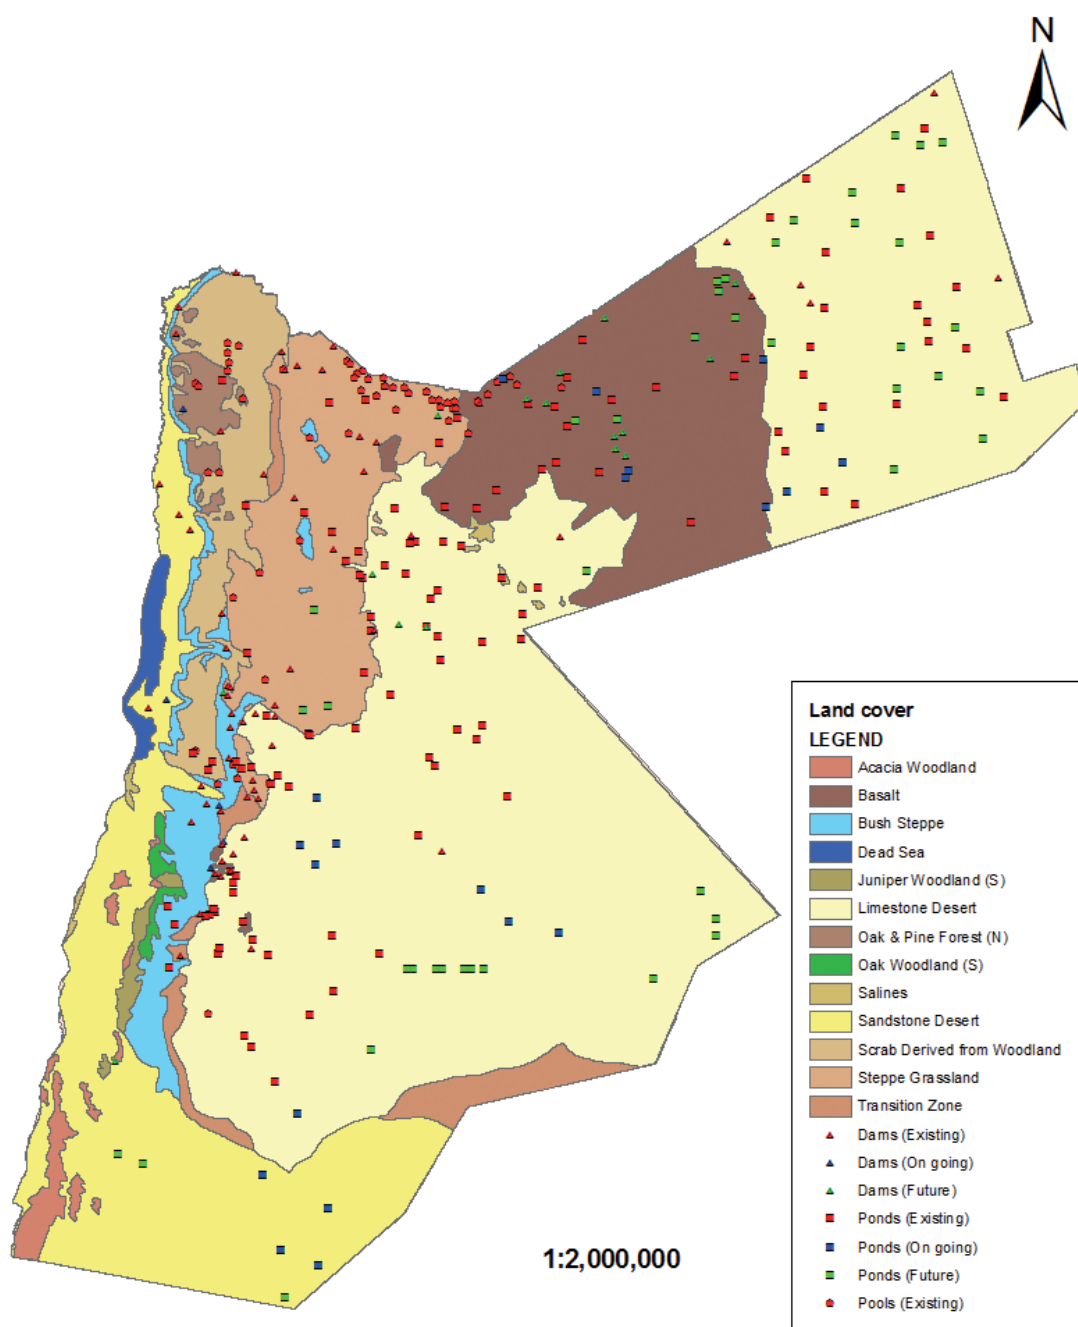 N
Land cover
LEGEND
Acacia Woodland
Basalt
Bush Steppe
Dead Sea
Juniper Woodland (S)
Limestone Desert
Oak & Pine Forest (N)
Oak Woodland (S)
Salines
Sandstone Desert
Scrab Derived from Woodland
Steppe Grassland
Transition Zone
Dams (Existing)
Dams (On going)
Dams (Future)
Ponds (Existing)
Ponds (On going)
Ponds (Future)
Pools (Existing)
1:2,000,000